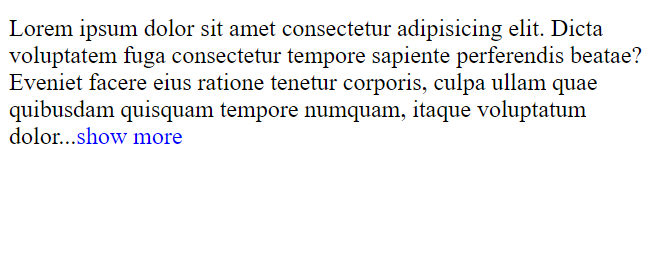 Lorem ipsum dolor sit amet consectetur adipisicing elit. Dicta
voluptatem fuga consectetur tempore sapiente perferendis beatae?
Eveniet facere eius ratione tenetur corporis, culpa ullam quae
quibusdam quisquam tempore numquam, itaque voluptatum
dolor...show more